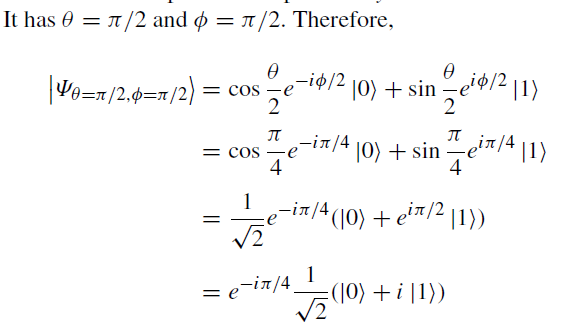 It has θ = π/2 and ϕ = π/2. Therefore,
|Ψθ=π/2,ϕ=π/2⟩ = cos θ/2 e^{-iϕ/2} |0⟩ + sin θ/2 e^{iϕ/2} |1⟩
= cos π/4 e^{-iπ/4} |0⟩ + sin π/4 e^{iπ/4} |1⟩
= 1/√2 e^{-iπ/4}(|0⟩ + e^{iπ/2} |1⟩)
= e^{-iπ/4} 1/√2 (|0⟩ + i |1⟩)